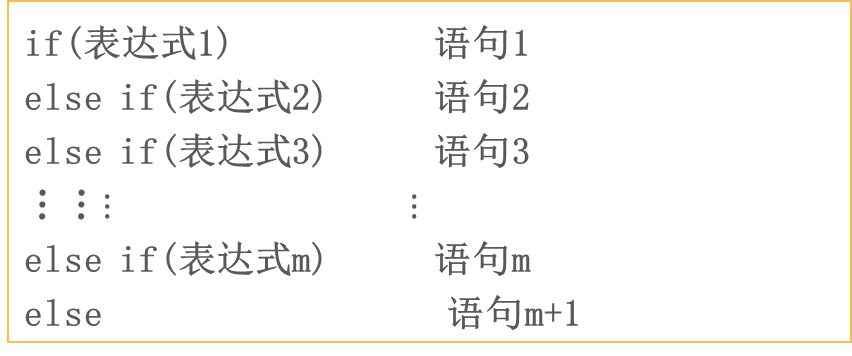 if(表达式1) 语句1
else if(表达式2) 语句2
else if(表达式3) 语句3
⋮ ⋮⋮ ⋮
else if(表达式m) 语句m
else 语句m+1